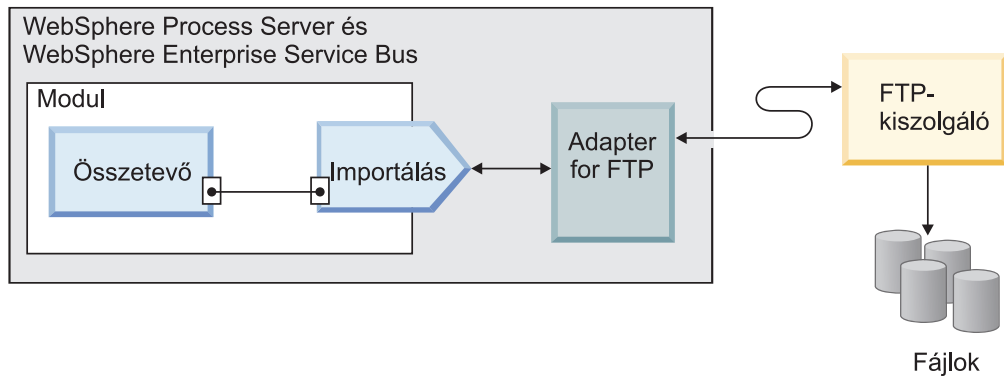 WebSphere Process Server és
WebSphere Enterprise Service Bus
Modul
Összetevő
Importálás
Adapter
for FTP
FTP-
kiszolgáló
Fájlok